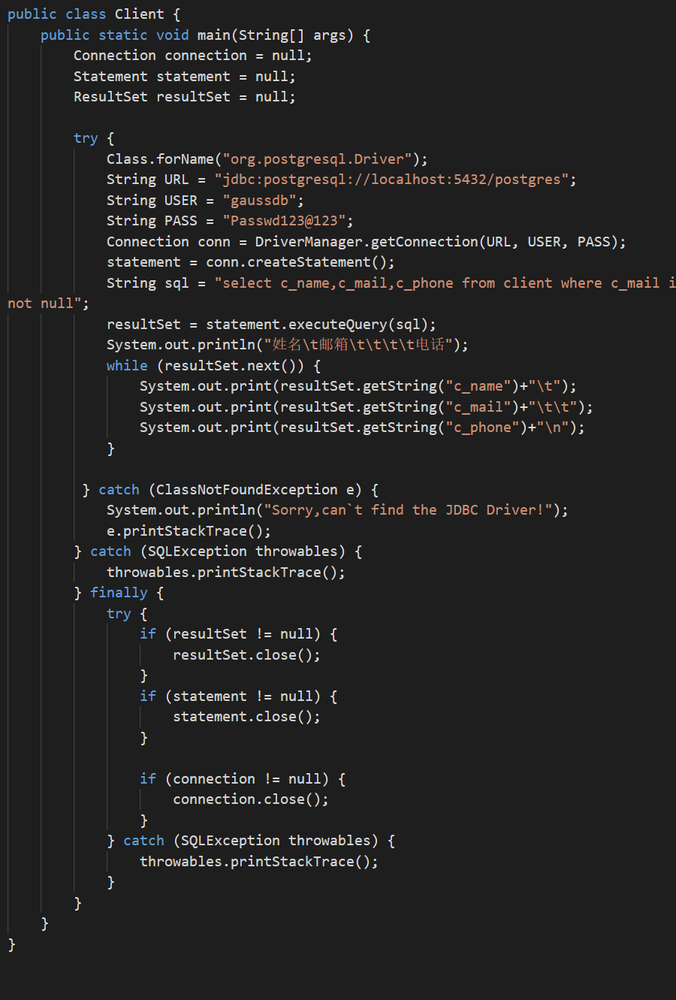 public class Client {
    public static void main(String[] args) {
        Connection connection = null;
        Statement statement = null;
        ResultSet resultSet = null;

        try {
            Class.forName("org.postgresql.Driver");
            String URL = "jdbc:postgresql://localhost:5432/postgres";
            String USER = "gaussdb";
            String PASS = "Passwd123@123";
            Connection conn = DriverManager.getConnection(URL, USER, PASS);
            statement = conn.createStatement();
            String sql = "select c_name,c_mail,c_phone from client where c_mail i
not null";
            resultSet = statement.executeQuery(sql);
            System.out.println("姓名\t邮箱\t\t\t\t电话");
            while (resultSet.next()) {
                System.out.print(resultSet.getString("c_name")+"\t");
                System.out.print(resultSet.getString("c_mail")+"\t\t");
                System.out.print(resultSet.getString("c_phone")+"\n");
            }

         } catch (ClassNotFoundException e) {
            System.out.println("Sorry,can`t find the JDBC Driver!");
            e.printStackTrace();
        } catch (SQLException throwables) {
            throwables.printStackTrace();
        } finally {
            try {
                if (resultSet != null) {
                    resultSet.close();
                }
                if (statement != null) {
                    statement.close();
                }

                if (connection != null) {
                    connection.close();
                }
            } catch (SQLException throwables) {
                throwables.printStackTrace();
            }
        }
    }
}